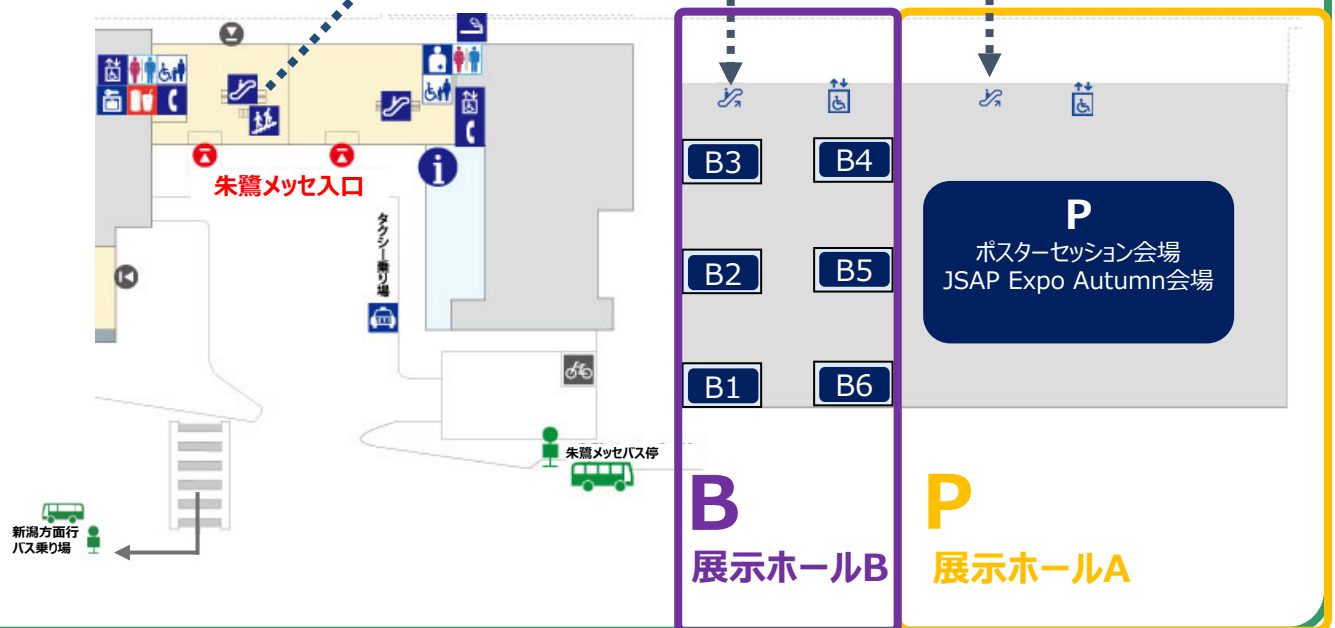 朱鷺メッセ入口
i
タクシー乗り場
朱鷺メッセバス停
新潟方面行
バス乗り場
B3
B4
B2
B5
B1
B6
B
展示ホールB
P
ポスターセッション会場
JSAP Expo Autumn会場
P
展示ホールA